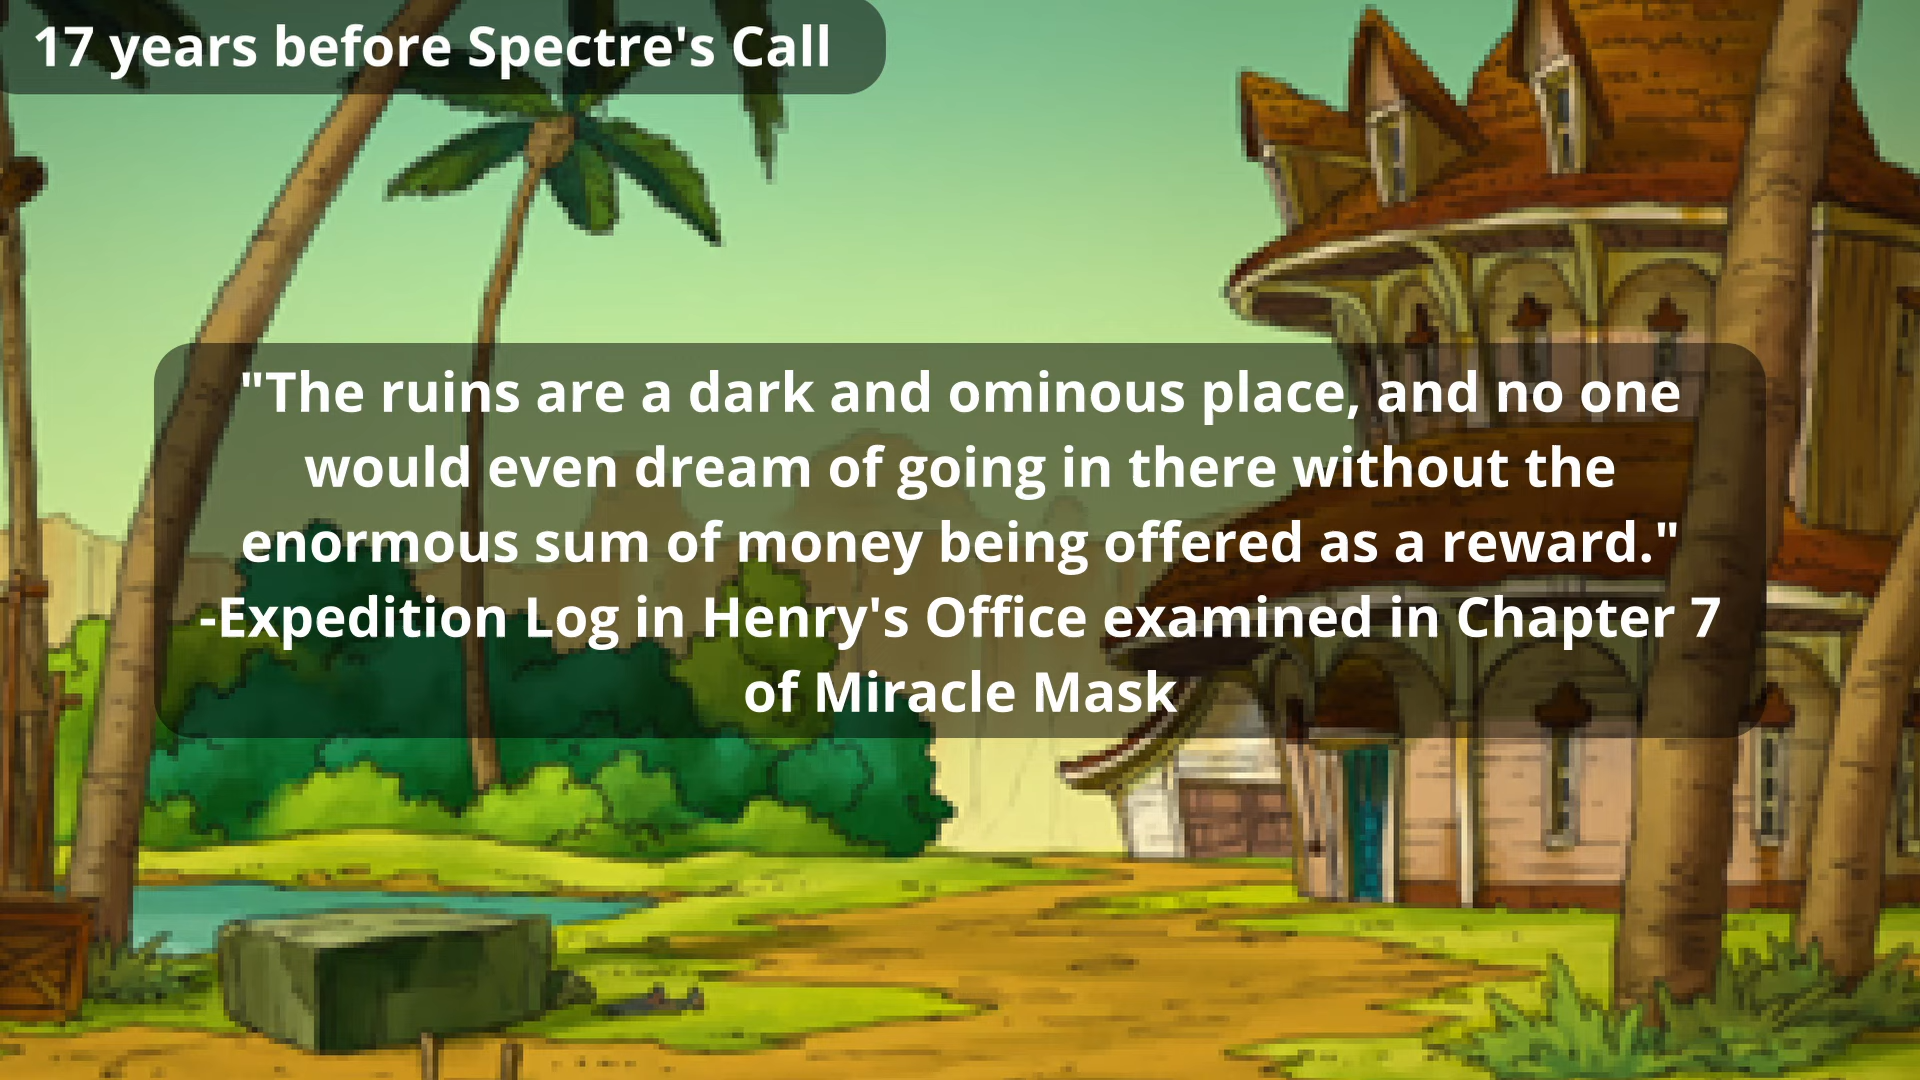 17 years before Spectre's Call
"The ruins are a dark and ominous place, and no one
would even dream of going in there without the
enormous sum of money being offered as a reward."
-Expedition Log in Henry's Office examined in Chapter 7
of Miracle Mask